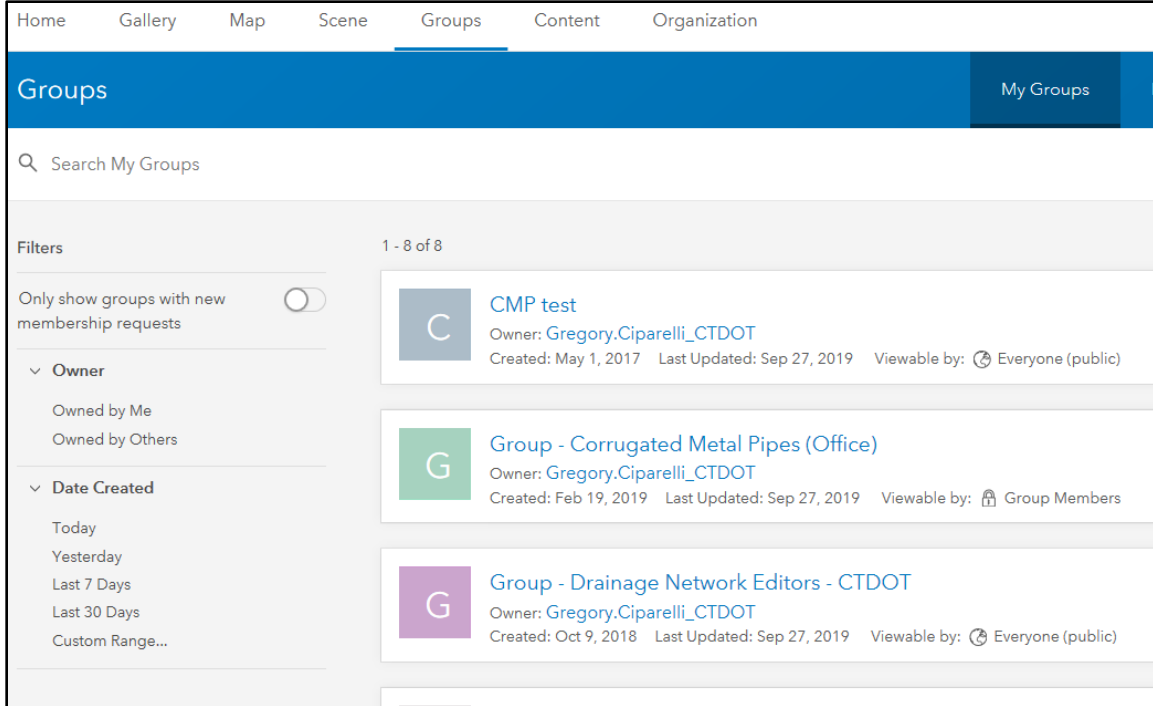 Home Gallery Map Scene Groups Content Organization
Groups
My Groups
Search My Groups
Filters
Only show groups with new
membership requests
Owner
Owned by Me
Owned by Others
Date Created
Today
Yesterday
Last 7 Days
Last 30 Days
Custom Range...
1 - 8 of 8
C
CMP test
Owner: Gregory.Ciparelli_CTDOT
Created: May 1, 2017 Last Updated: Sep 27, 2019 Viewable by: Everyone (public)
G
Group - Corrugated Metal Pipes (Office)
Owner: Gregory.Ciparelli_CTDOT
Created: Feb 19, 2019 Last Updated: Sep 27, 2019 Viewable by: Group Members
G
Group - Drainage Network Editors - CTDOT
Owner: Gregory.Ciparelli_CTDOT
Created: Oct 9, 2018 Last Updated: Sep 27, 2019 Viewable by: Everyone (public)